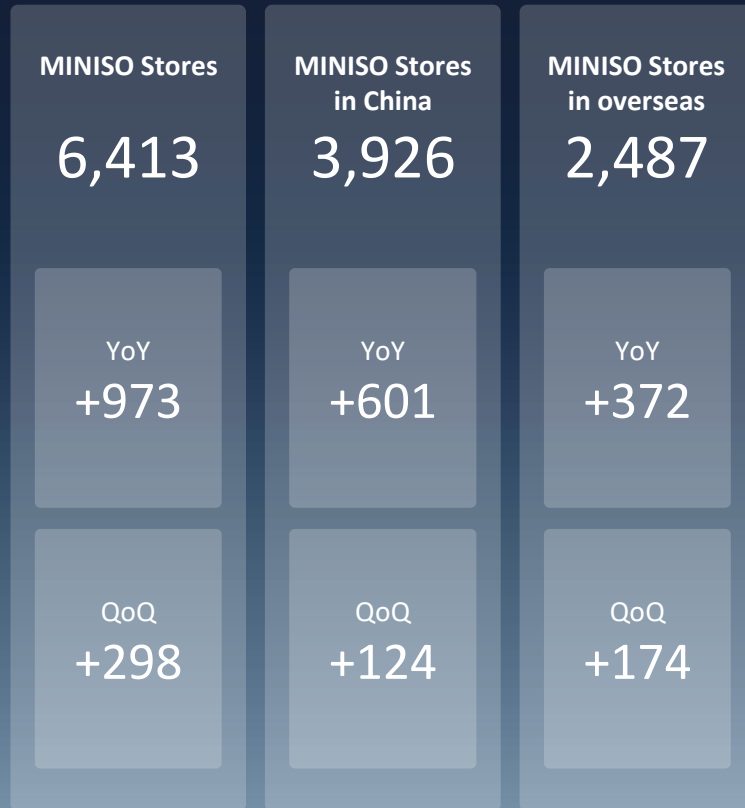 MINISO Stores
6,413
YoY
+973
QoQ
+298
MINISO Stores
in China
3,926
YoY
+601
QoQ
+124
MINISO Stores
in overseas
2,487
YoY
+372
QoQ
+174